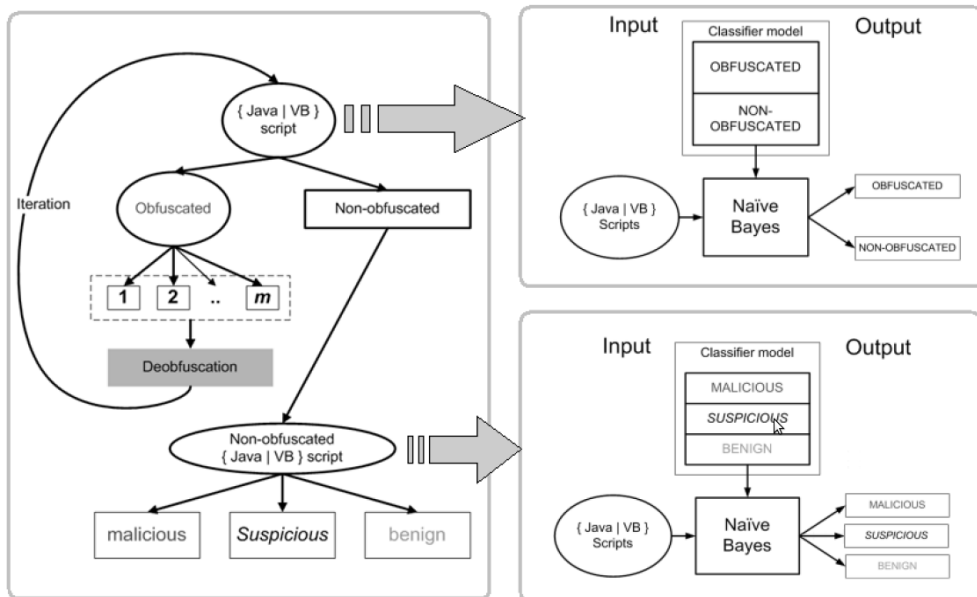 { Java | VB }
script
Iteration
Obfuscated
Non-obfuscated
1 2 .. m
Deobfuscation
Non-obfuscated
{ Java | VB } script
malicious Suspicious benign
Input
Classifier model
Output
OBFUSCATED
NON-
OBFUSCATED
{ Java | VB }
Scripts
Naïve
Bayes
OBFUSCATED
NON-OBFUSCATED
Input
Classifier model
Output
MALICIOUS
SUSPICIOUS
BENIGN
{ Java | VB }
Scripts
Naïve
Bayes
MALICIOUS
SUSPICIOUS
BENIGN